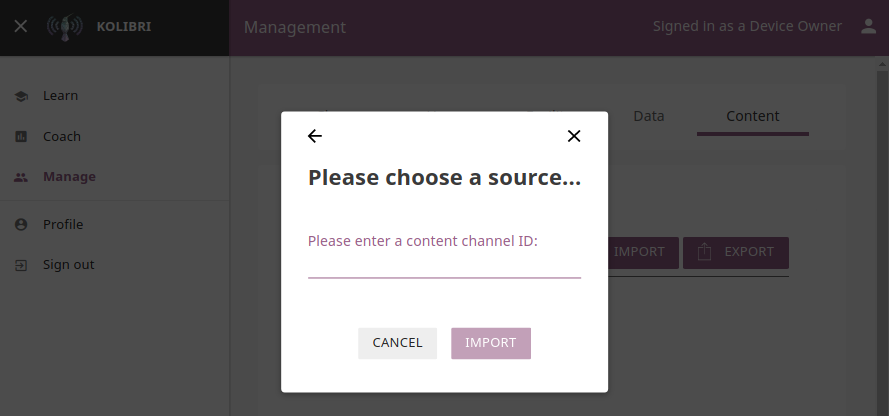 KOLIBRI
Management
Signed in as a Device Owner
Learn
Coach
Manage
Profile
Sign out
Data
Content
Please choose a source...
Please enter a content channel ID:
IMPORT
EXPORT
CANCEL
IMPORT